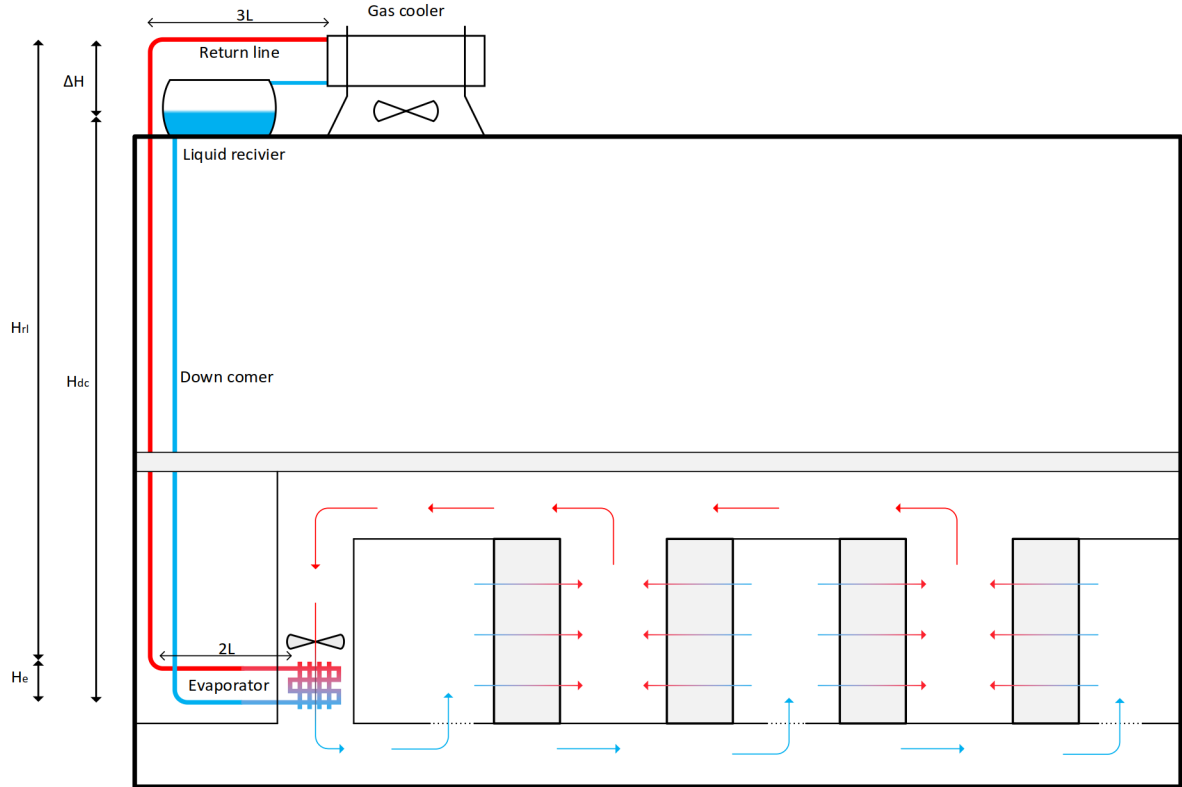 3L
Gas cooler
Return line
ΔH
Liquid recivier
Hrl
Hdc
Down comer
2L
He
Evaporator